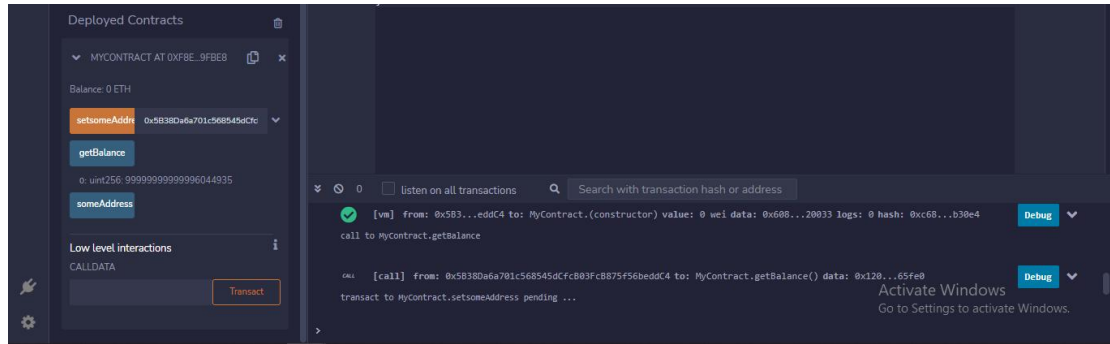 Deployed Contracts
MYCONTRACT AT 0XF8E...9FBE8
Balance: 0 ETH
setsomeAddre 0x5B38Da6a701c568545dCfc
getBalance
0: uint256: 99999999999996044935
someAddress
Low level interactions
CALLDATA
Transact
0 listen on all transactions Search with transaction hash or address
[vm] from: 0x5B3...eddC4 to: MyContract.(constructor) value: 0 wei data: 0x608...20033 logs: 0 hash: 0xc68...b30e4 Debug
call to MyContract.getBalance
CALL [call] from: 0x5B38Da6a701c568545dCfcB03FcB875f56beddC4 to: MyContract.getBalance() data: 0x120...65fe0 Debug
transact to MyContract.setsomeAddress pending ...
Activate Windows
Go to Settings to activate Windows.
>